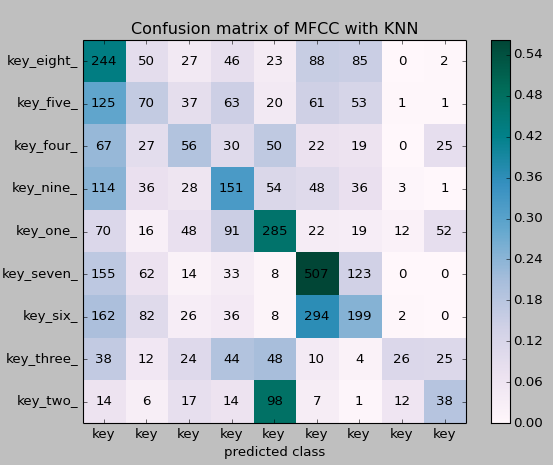 Confusion matrix of MFCC with KNN
key_eight_ 244 50 27 46 23 88 85 0 2
key_five_ 125 70 37 63 20 61 53 1 1
key_four_ 67 27 56 30 50 22 19 0 25
key_nine_ 114 36 28 151 54 48 36 3 1
key_one_ 70 16 48 91 285 22 19 12 52
key_seven_ 155 62 14 33 8 507 123 0 0
key_six_ 162 82 26 36 8 294 199 2 0
key_three_ 38 12 24 44 48 10 4 26 25
key_two_ 14 6 17 14 98 7 1 12 38
key key key key key key key key key
predicted class
0.54
0.48
0.42
0.36
0.30
0.24
0.18
0.12
0.06
0.00